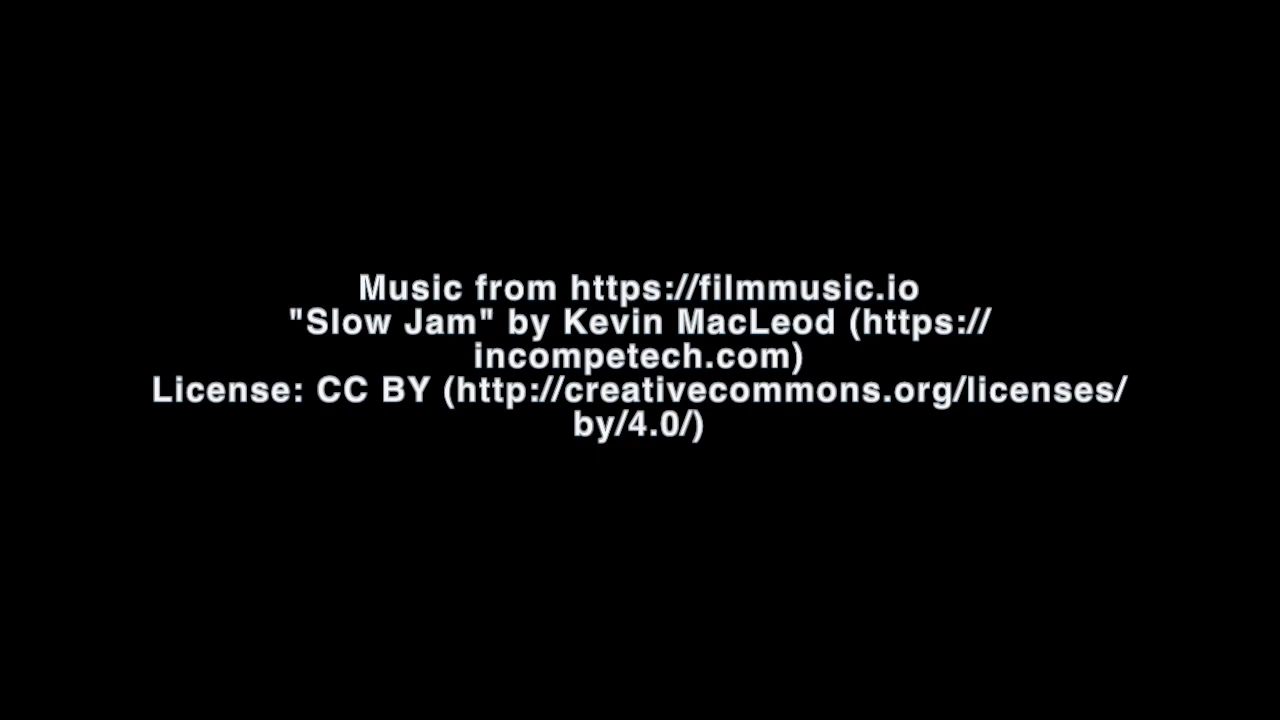 Music from https://filmmusic.io
"Slow Jam" by Kevin MacLeod (https://
incompetech.com)
License: CC BY (http://creativecommons.org/licenses/
by/4.0/)